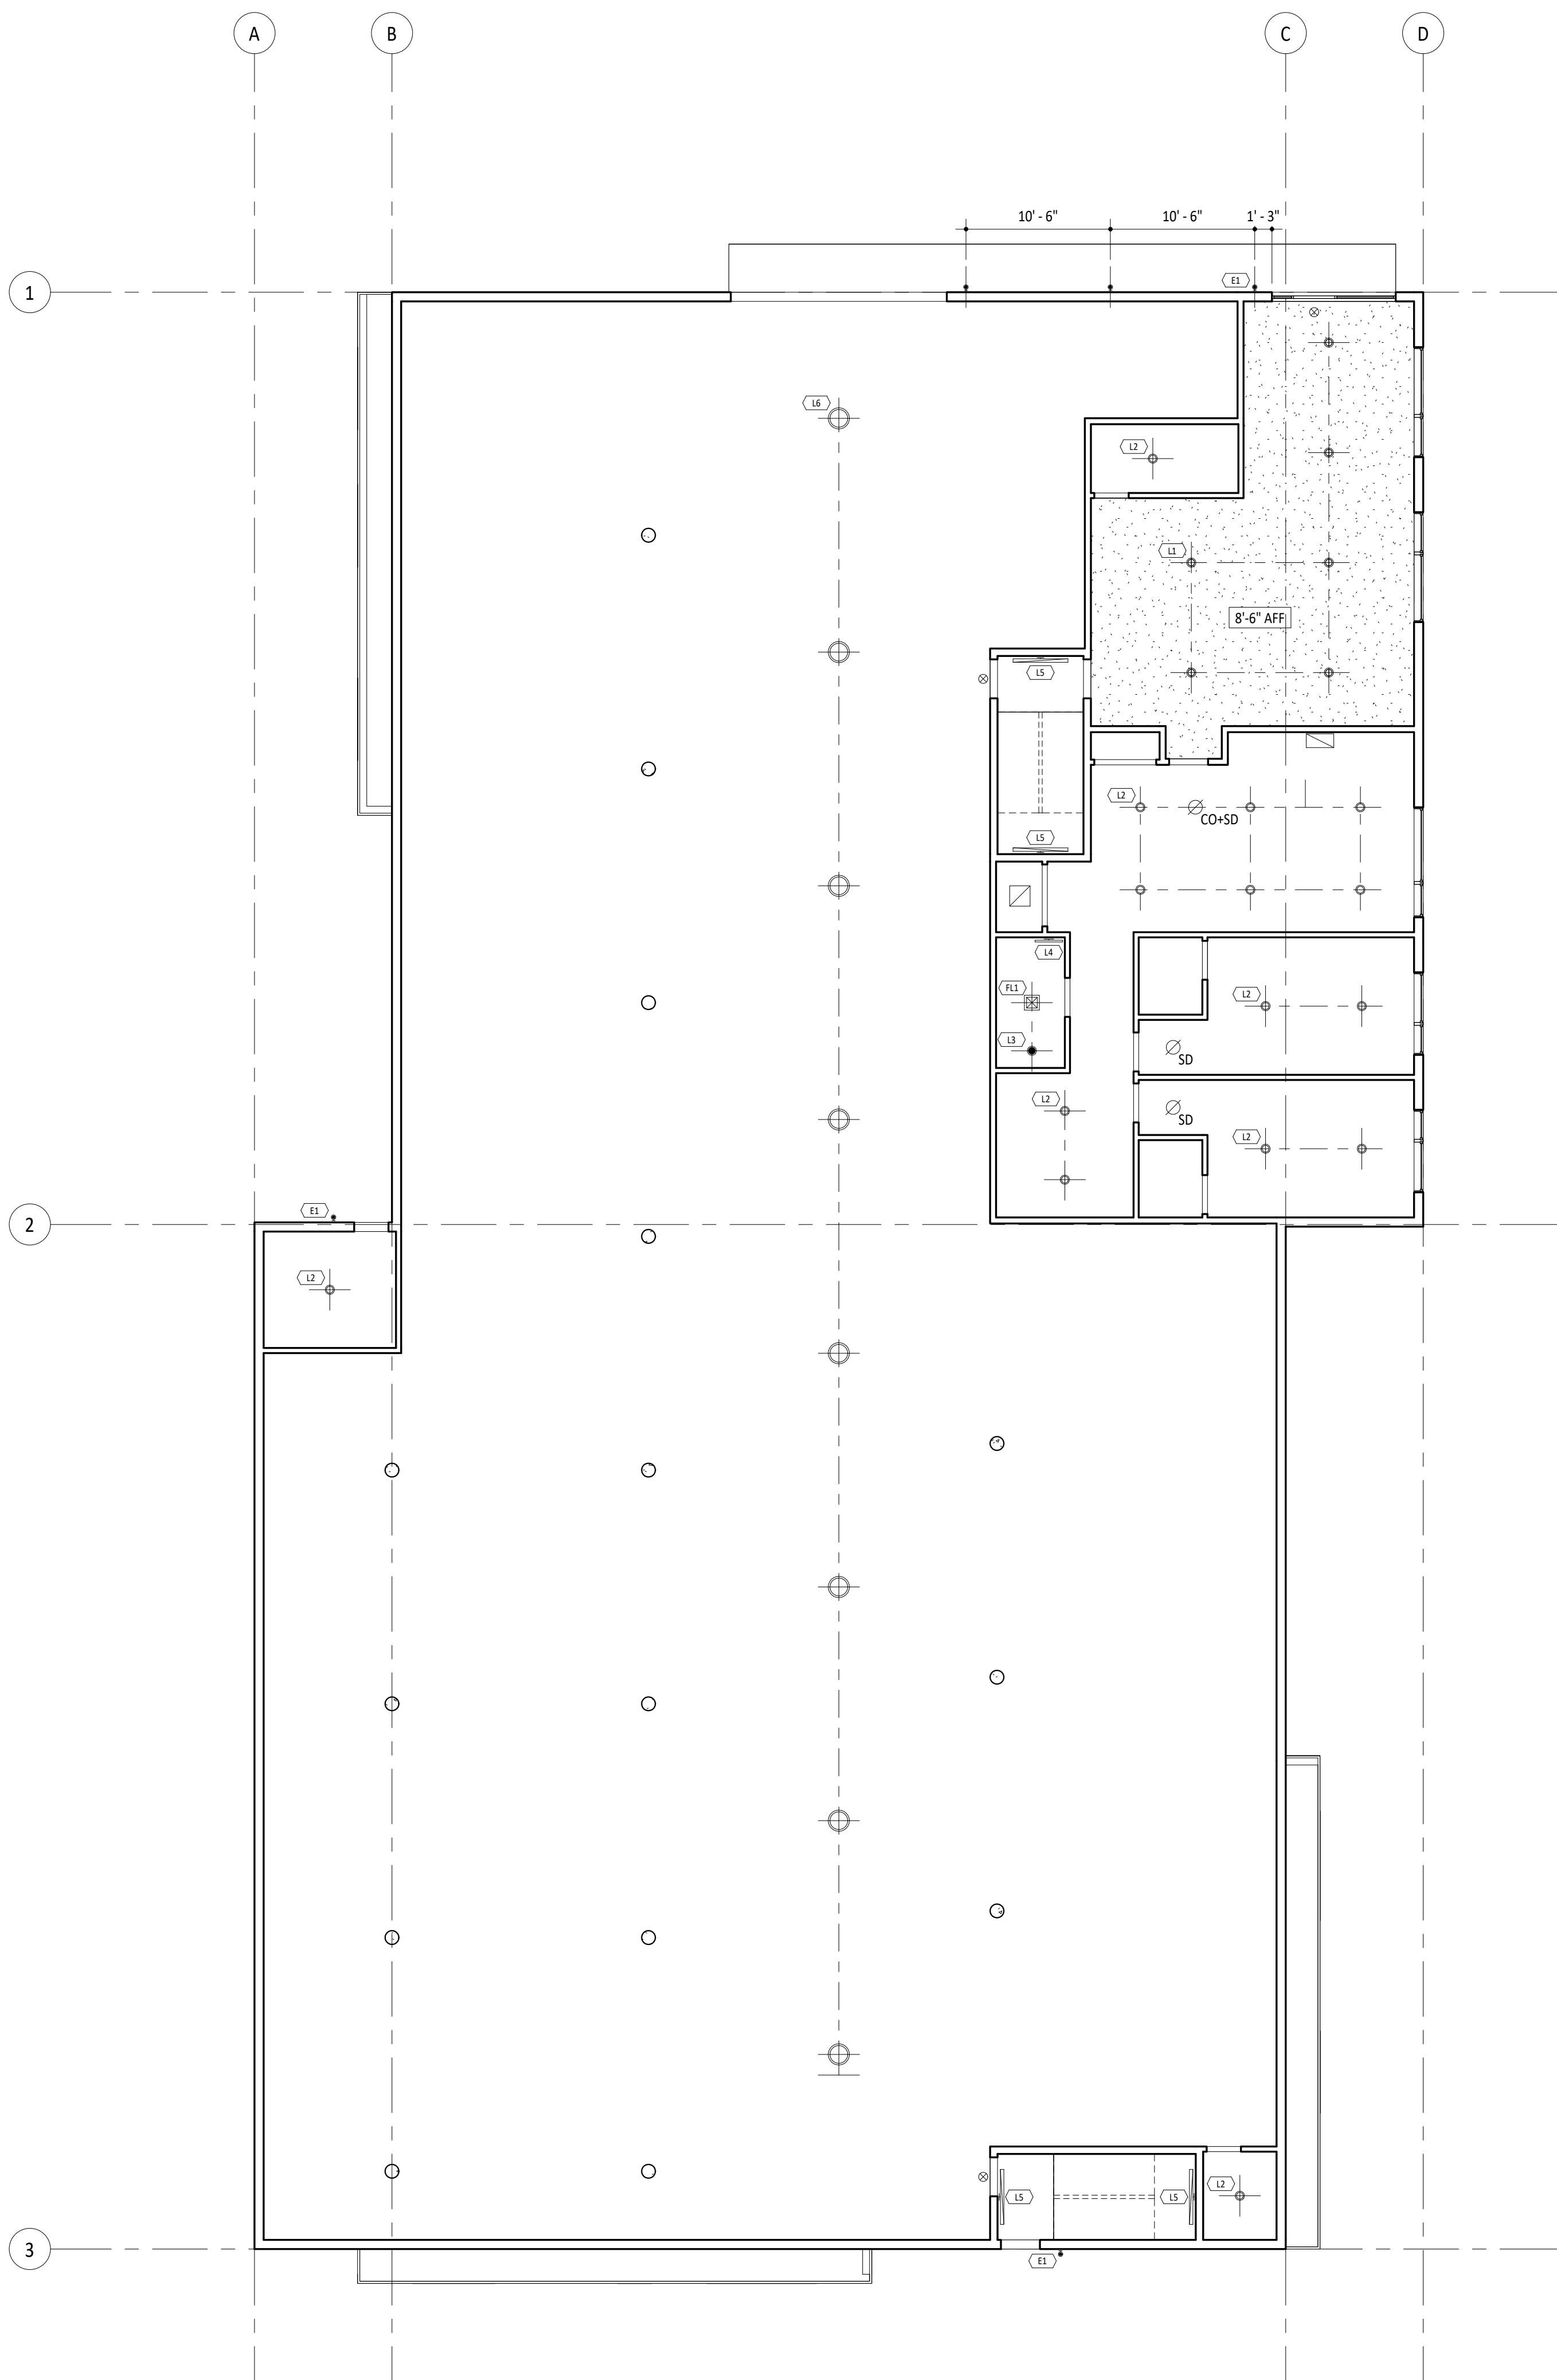 A
B
C
D
10' - 6"
10' - 6"
1' - 3"
E1
1
L6
L2
L1
8'-6" AFF
L5
L2
CO+SD
L5
L4
FL1
L2
L3
SD
L2
SD
L2
E1
2
L2
L2
L5
L5
3
E1